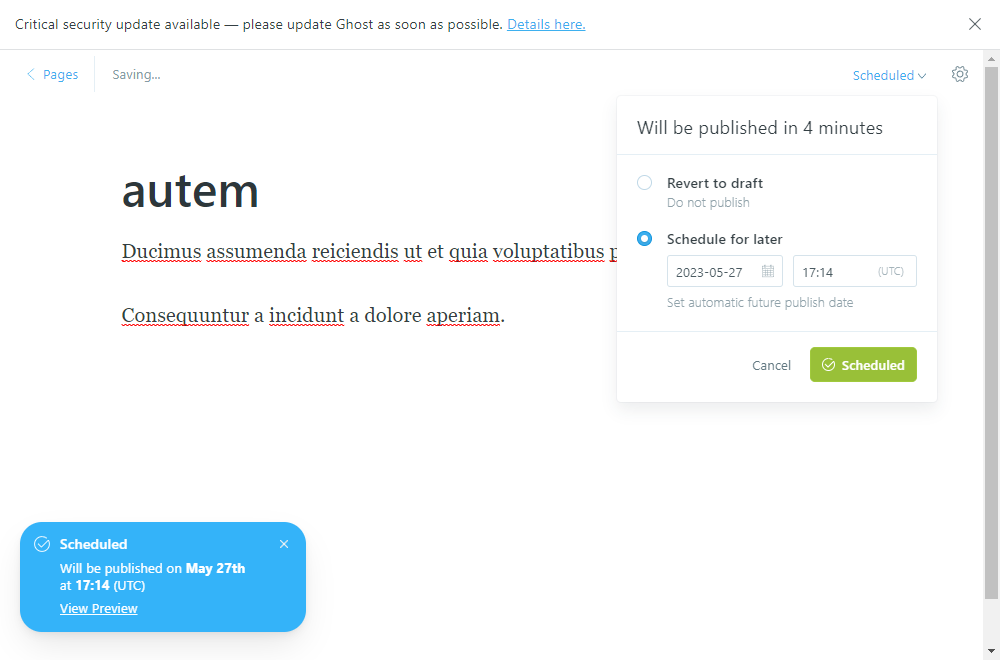 Critical security update available — please update Ghost as soon as possible. Details here.
Pages
Saving...
Scheduled
Will be published in 4 minutes
autem
Revert to draft
Do not publish
Ducimus assumenda reiciendis ut et quia voluptatibus
Schedule for later
2023-05-27
17:14
(UTC)
Set automatic future publish date
Consequuntur a incidunt a dolore aperiam.
Cancel
Scheduled
Scheduled
Will be published on May 27th
at 17:14 (UTC)
View Preview